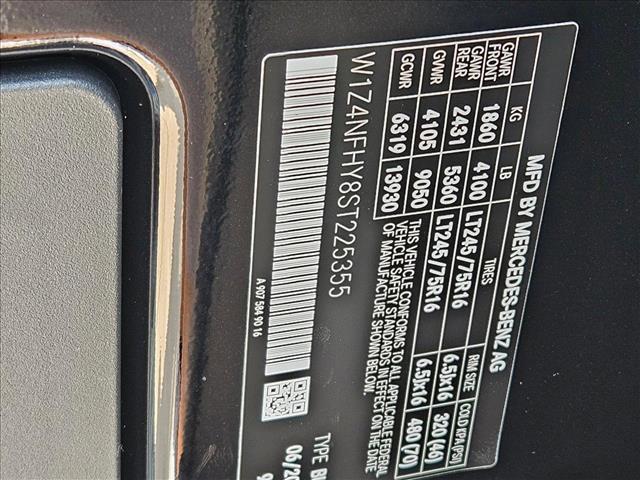 MFD BY MERCEDES-BENZ AG
KG LB TIRES RIM SIZE COLD KPA(PSI)
GAWR FRONT 1860 4100 LT245/75R16 6.5Jx16 320 (46)
GAWR REAR 2431 5360 LT245/75R16 6.5Jx16 480 (70)
GVWR 4105 9050
GCWR 6319 13930
THIS VEHICLE CONFORMS TO ALL APPLICABLE FEDERAL
VEHICLE SAFETY STANDARDS IN EFFECT ON THE DATE
OF MANUFACTURE SHOWN BELOW.
W1Z4NFHY8ST225355
TYPE
06/20
A 907 584 90 16